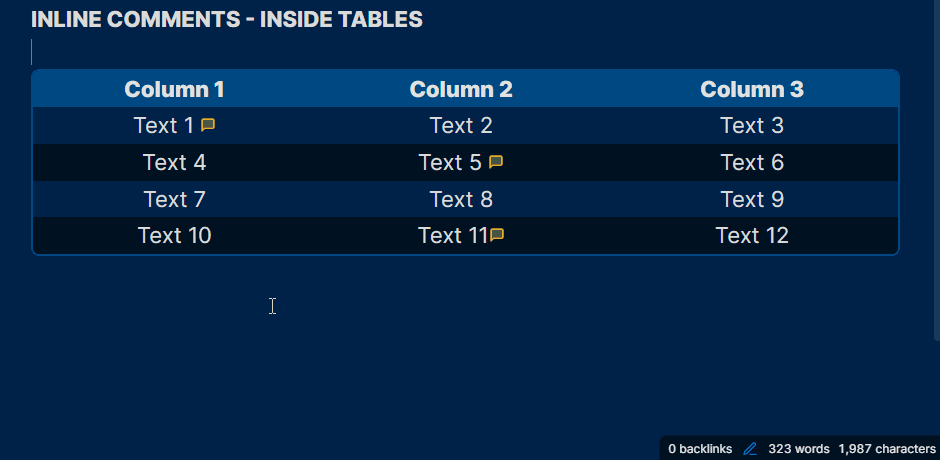 INLINE COMMENTS - INSIDE TABLES
Column 1 Column 2 Column 3
Text 1 Text 2 Text 3
Text 4 Text 5 Text 6
Text 7 Text 8 Text 9
Text 10 Text 11 Text 12
0 backlinks 323 words 1,987 characters